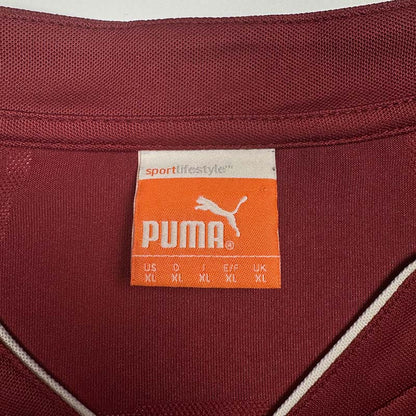 sportlifestyle™
PUMA®
US D I E/F UK
XL XL XL XL XL